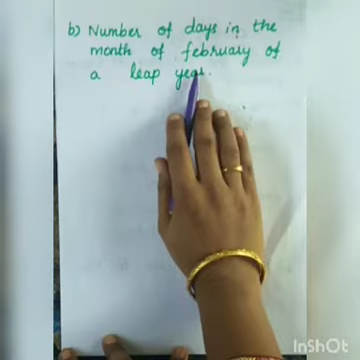 b) Number of days in the
month of february of
a leap year.
InShOt